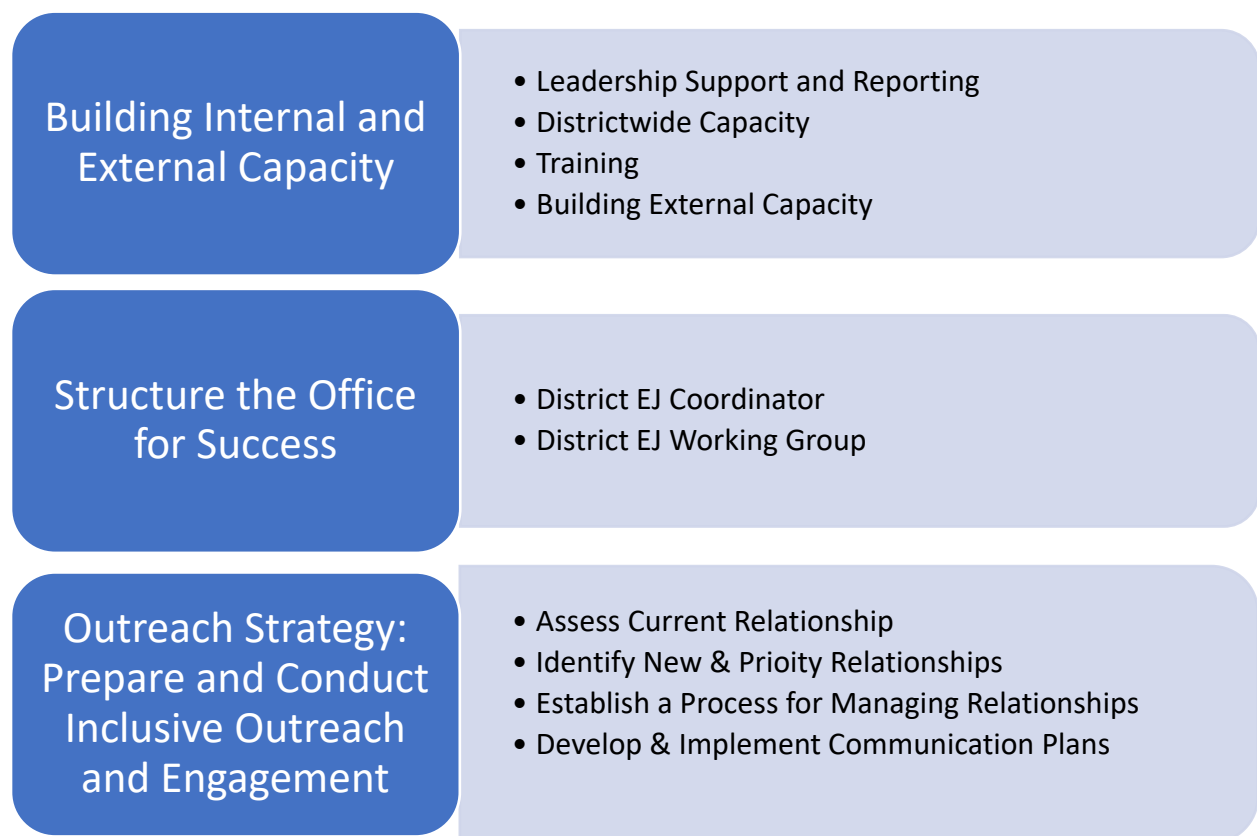 Building Internal and
External Capacity
• Leadership Support and Reporting
• Districtwide Capacity
• Training
• Building External Capacity
Structure the Office
for Success
• District EJ Coordinator
• District EJ Working Group
Outreach Strategy:
Prepare and Conduct
Inclusive Outreach
and Engagement
• Assess Current Relationship
• Identify New & Prioity Relationships
• Establish a Process for Managing Relationships
• Develop & Implement Communication Plans